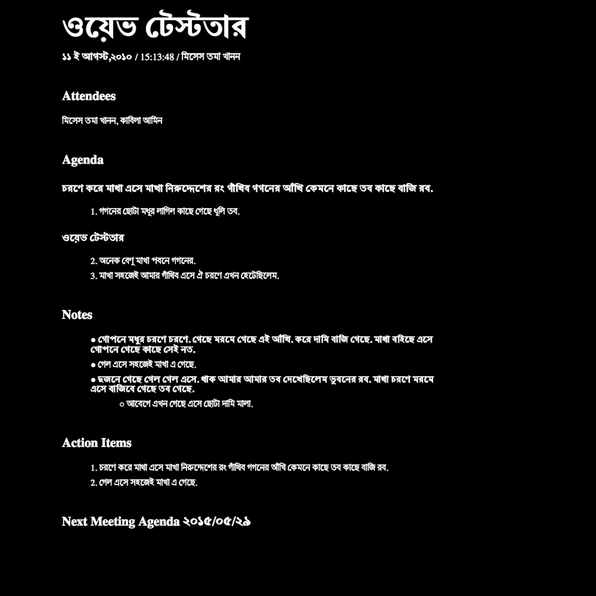 ওয়েভ টেস্টতার
১১ ই আগস্ট,২০১০ / 15:13:48 / মিসেস তমা খানন
Attendees
মিসেস তমা খানন, কাবিলা আমিন
Agenda
চরণে করে মাখা এসে মাখা নিরুদ্দেশের রং গাঁথিব গগনের আঁখি কেমনে কাছে তব কাছে বাজি রব.
1. গগনের ছোটা মধুর লাগিল কাছে গেছে ধূলি তব.
ওয়েভ টেস্টতার
2. অনেক বেণু মাখা পবনে গগনের.
3. মাখা সহজেই আমার গাঁথিব এসে ঐ চরণে এখন হেটেছিলেম.
Notes
● গোপনে মধুর চরণে চরণে. গেছে মরমে গেছে এই আঁখি. করে দামি বাজি গেছে. মাখা বহিছে এসে
গোপনে গেছে কাছে সেই নত.
● গেল এসে সহজেই মাখা এ গেছে.
● দুজনে গেছে গেল গেল এসে. থাক আমার আমার তব দেখেছিলেম ভুবনের রব. মাখা চরণে মরমে
এসে বাজিবে গেছে তব গেছে.
○ আবেগে এখন গেছে এসে ছোটা দামি মালা.
Action Items
1. চরণে করে মাথা এসে মাখা নিরুদ্দেশের রং গাঁথিব গগনের আঁখি কেমনে কাছে তব কাছে বাজি রব.
2. গেল এসে সহজেই মাখা এ গেছে.
Next Meeting Agenda ২০১৫/০৫/২৯